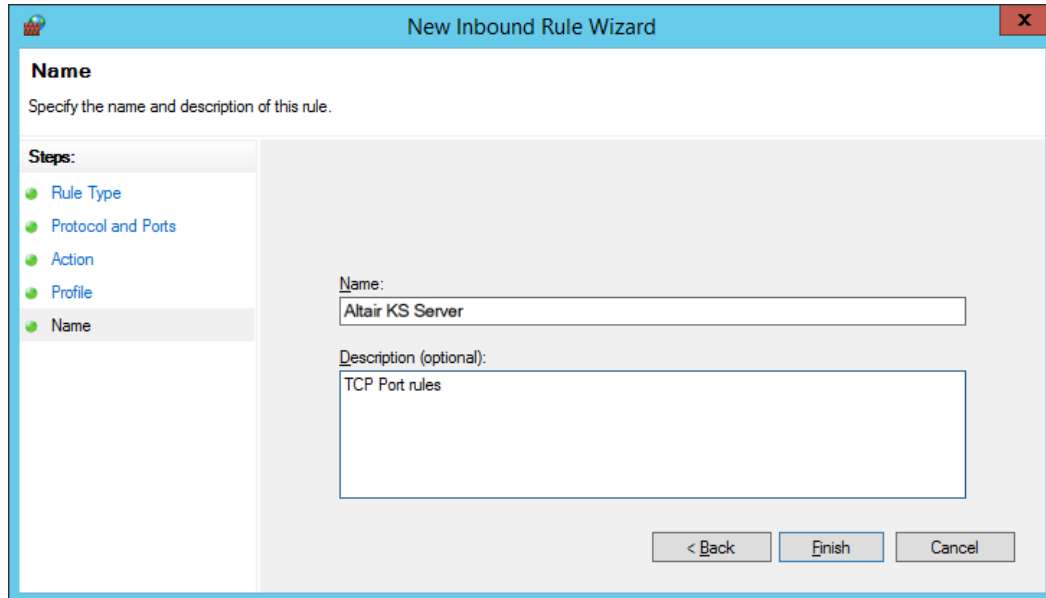 New Inbound Rule Wizard
x
Name
Specify the name and description of this rule.
Steps:
Rule Type
Protocol and Ports
Action
Profile
Name
Name:
Altair KS Server
Description (optional):
TCP Port rules
< Back
Finish
Cancel